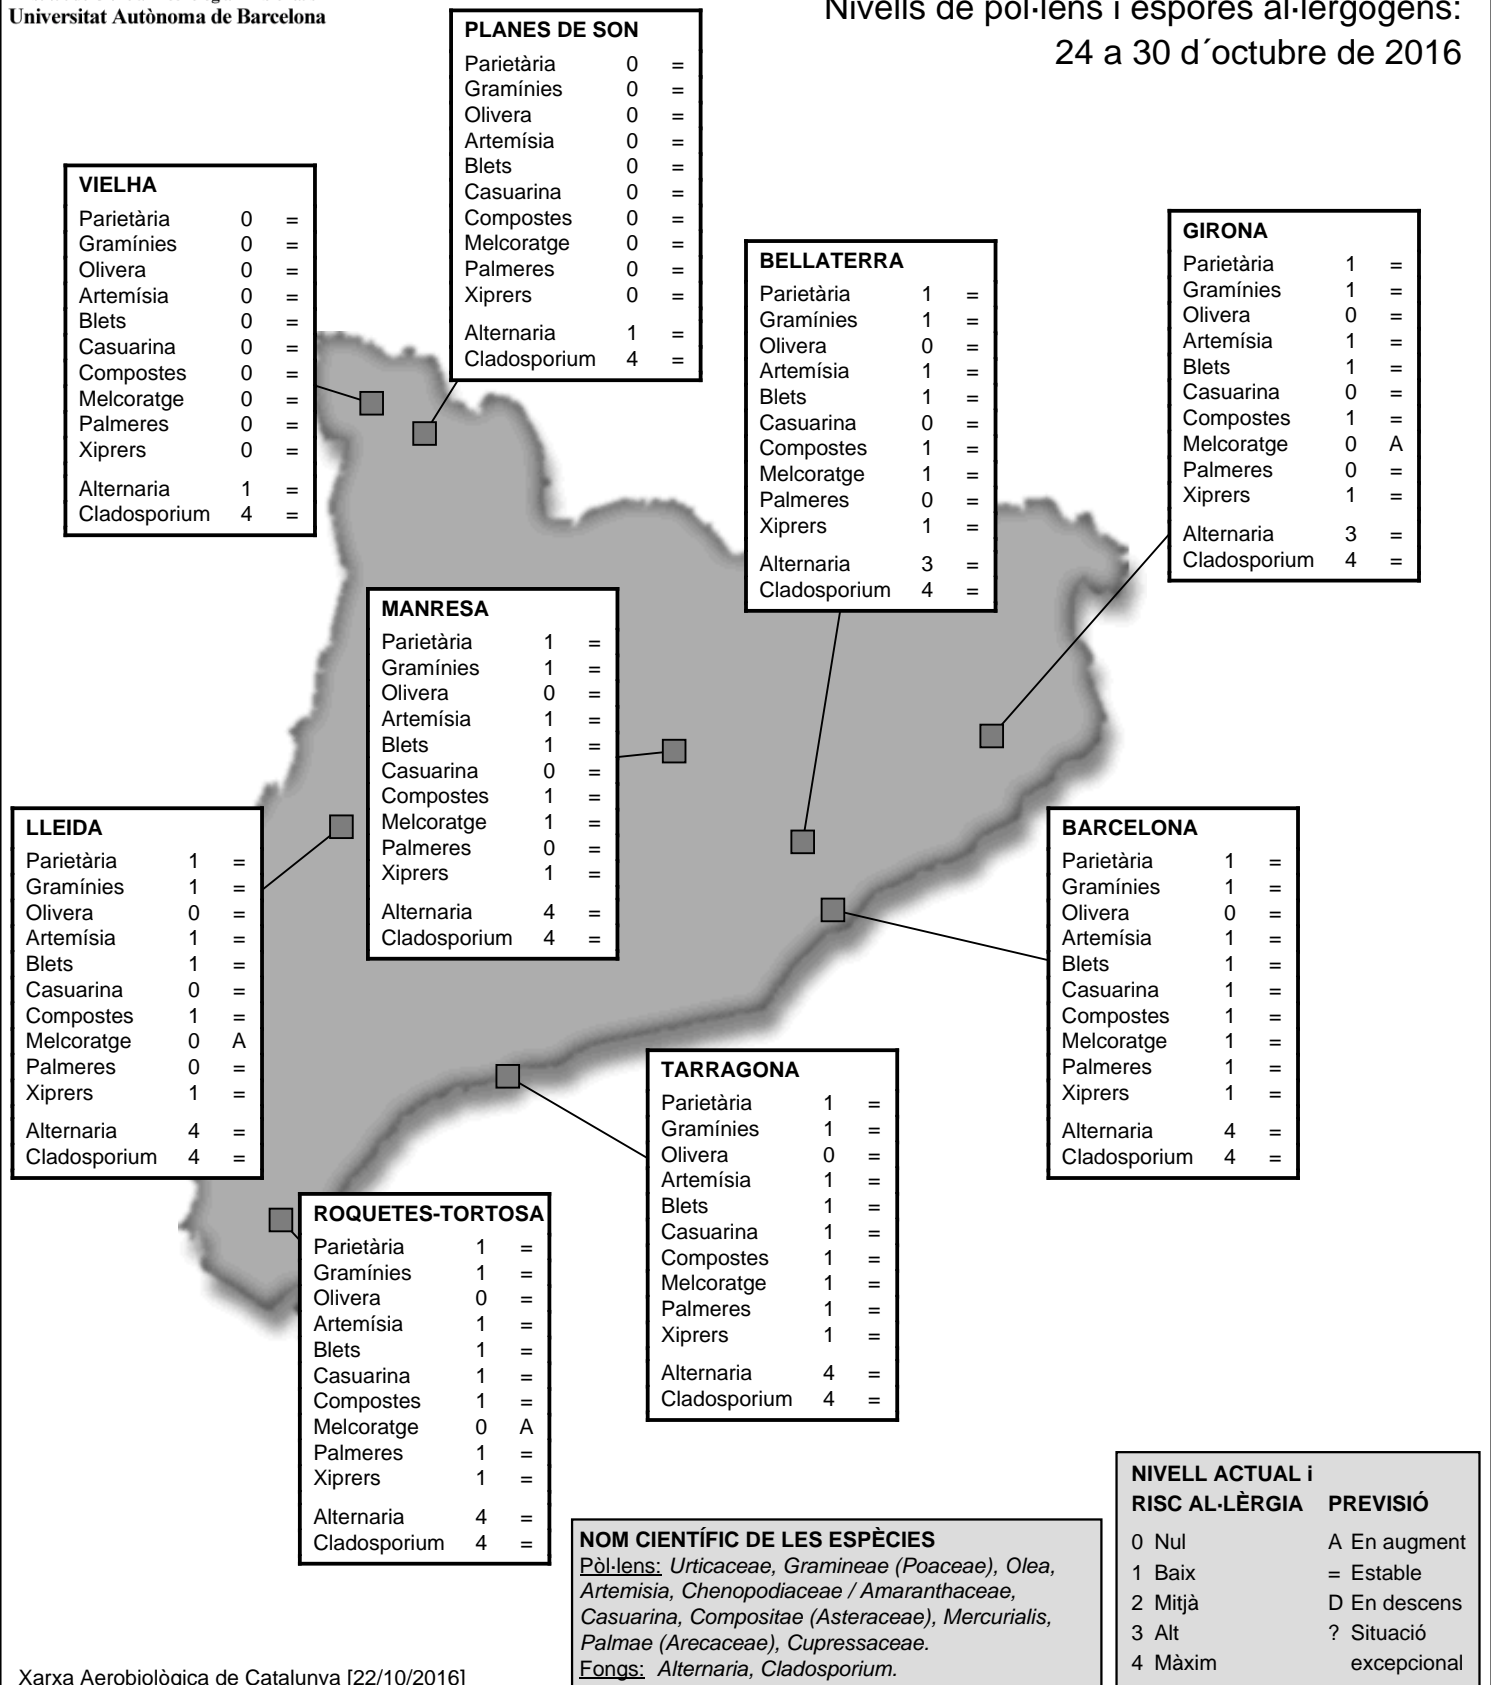 Universitat Autònoma de Barcelona
Nivells de pol·lens i espores al·lergògens:
24 a 30 d´octubre de 2016
PLANES DE SON
Parietària 0 =
Gramínies 0 =
Olivera 0 =
Artemísia 0 =
Blets 0 =
Casuarina 0 =
Compostes 0 =
Melcoratge 0 =
Palmeres 0 =
Xiprers 0 =
Alternaria 1 =
Cladosporium 4 =
VIELHA
Parietària 0 =
Gramínies 0 =
Olivera 0 =
Artemísia 0 =
Blets 0 =
Casuarina 0 =
Compostes 0 =
Melcoratge 0 =
Palmeres 0 =
Xiprers 0 =
Alternaria 1 =
Cladosporium 4 =
GIRONA
Parietària 1 =
Gramínies 1 =
Olivera 0 =
Artemísia 1 =
Blets 1 =
Casuarina 0 =
Compostes 1 =
Melcoratge 0 A
Palmeres 0 =
Xiprers 1 =
Alternaria 3 =
Cladosporium 4 =
BELLATERRA
Parietària 1 =
Gramínies 1 =
Olivera 0 =
Artemísia 1 =
Blets 1 =
Casuarina 0 =
Compostes 1 =
Melcoratge 1 =
Palmeres 0 =
Xiprers 1 =
Alternaria 3 =
Cladosporium 4 =
MANRESA
Parietària 1 =
Gramínies 1 =
Olivera 0 =
Artemísia 1 =
Blets 1 =
Casuarina 0 =
Compostes 1 =
Melcoratge 1 =
Palmeres 0 =
Xiprers 1 =
Alternaria 4 =
Cladosporium 4 =
LLEIDA
Parietària 1 =
Gramínies 1 =
Olivera 0 =
Artemísia 1 =
Blets 1 =
Casuarina 0 =
Compostes 1 =
Melcoratge 0 A
Palmeres 0 =
Xiprers 1 =
Alternaria 4 =
Cladosporium 4 =
BARCELONA
Parietària 1 =
Gramínies 1 =
Olivera 0 =
Artemísia 1 =
Blets 1 =
Casuarina 1 =
Compostes 1 =
Melcoratge 1 =
Palmeres 1 =
Xiprers 1 =
Alternaria 4 =
Cladosporium 4 =
TARRAGONA
Parietària 1 =
Gramínies 1 =
Olivera 0 =
Artemísia 1 =
Blets 1 =
Casuarina 1 =
Compostes 1 =
Melcoratge 1 =
Palmeres 1 =
Xiprers 1 =
Alternaria 4 =
Cladosporium 4 =
ROQUETES-TORTOSA
Parietària 1 =
Gramínies 1 =
Olivera 0 =
Artemísia 1 =
Blets 1 =
Casuarina 1 =
Compostes 1 =
Melcoratge 0 A
Palmeres 1 =
Xiprers 1 =
Alternaria 4 =
Cladosporium 4 =
NOM CIENTÍFIC DE LES ESPÈCIES
Pòl·lens: Urticaceae, Gramineae (Poaceae), Olea,
Artemisia, Chenopodiaceae / Amaranthaceae,
Casuarina, Compositae (Asteraceae), Mercurialis,
Palmae (Arecaceae), Cupressaceae.
Fongs: Alternaria, Cladosporium.
NIVELL ACTUAL i
RISC AL·LÈRGIA PREVISIÓ
0 Nul A En augment
1 Baix = Estable
2 Mitjà D En descens
3 Alt ? Situació
4 Màxim excepcional
Xarxa Aerobiològica de Catalunya [22/10/2016]